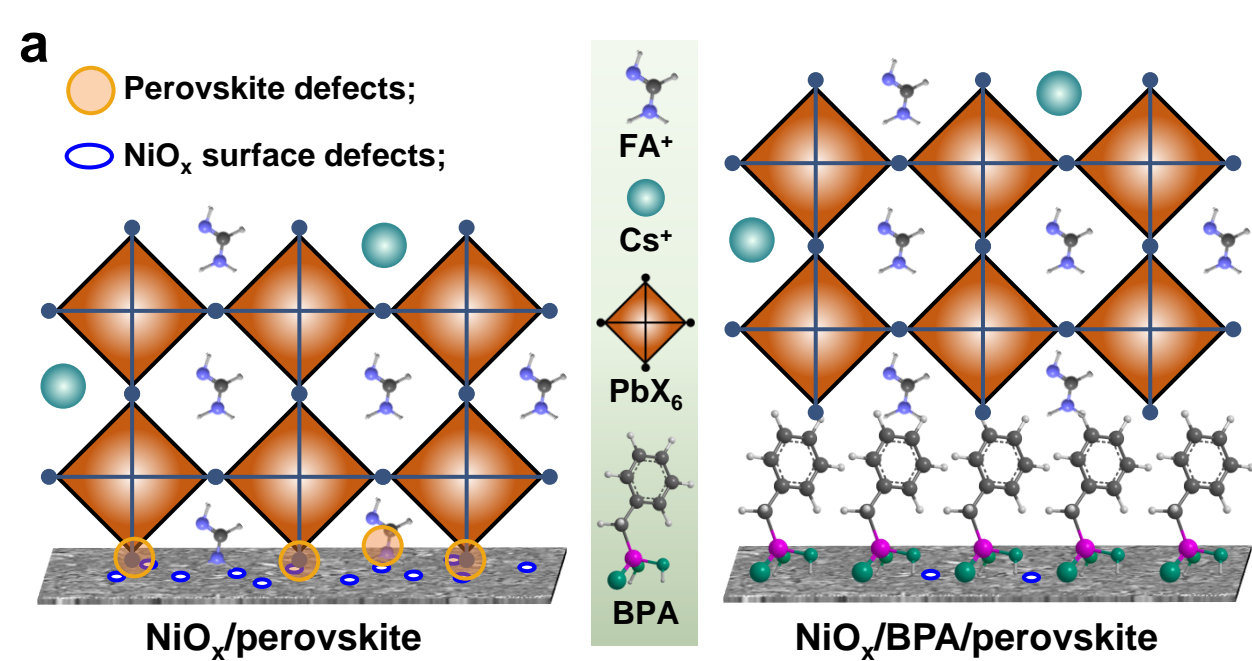 a
Perovskite defects;
NiOx surface defects;
FA+
Cs+
PbX6
BPA
NiOx/perovskite
NiOx/BPA/perovskite